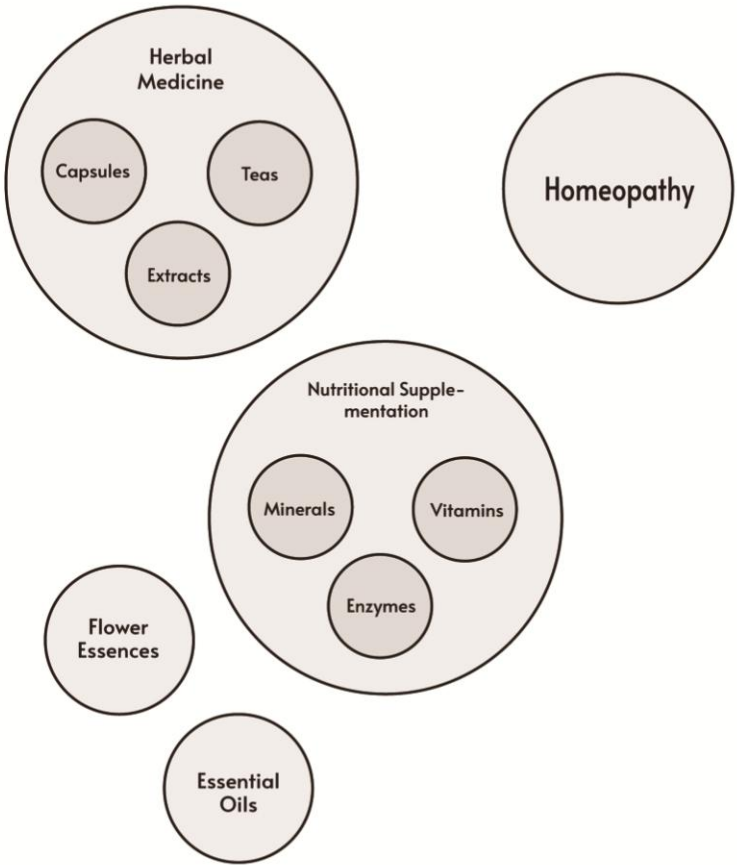 Herbal
Medicine
Capsules
Teas
Extracts
Homeopathy
Nutritional Supple-
mentation
Minerals
Vitamins
Enzymes
Flower
Essences
Essential
Oils